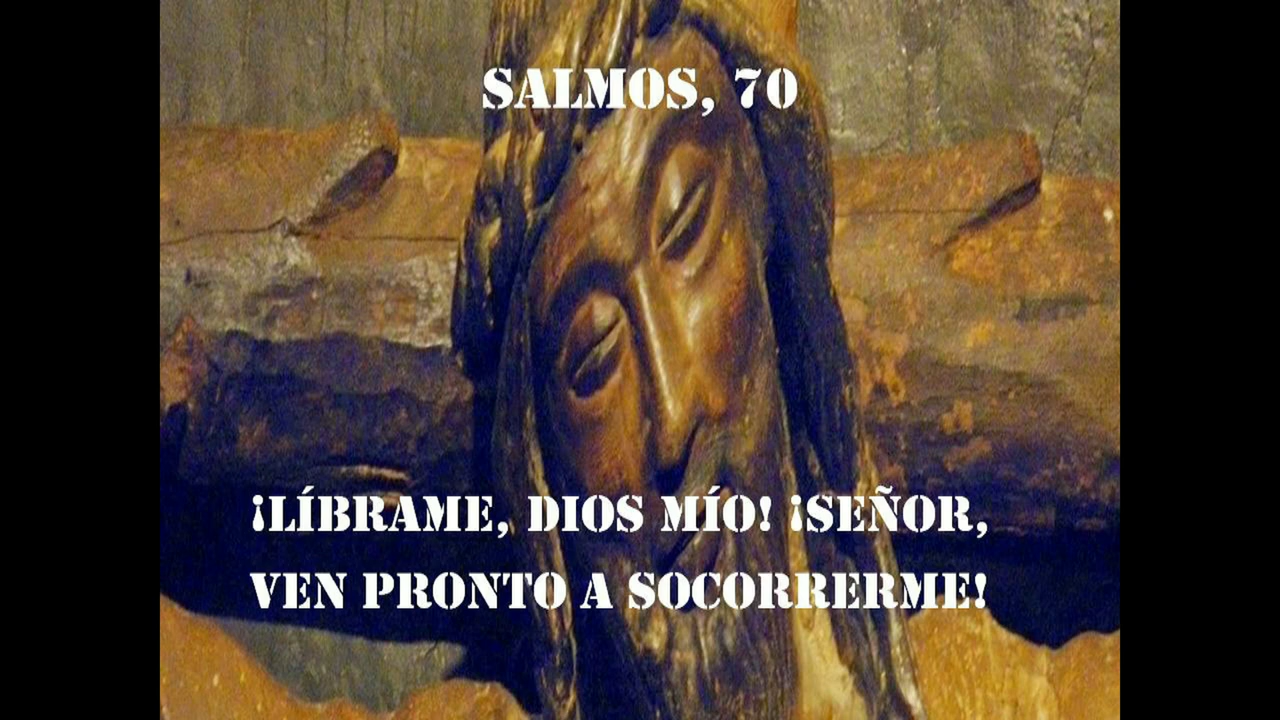 SALMOS, 70
¡LÍBRAME, DIOS MÍO! ¡SEÑOR,
VEN PRONTO A SOCORRERME!